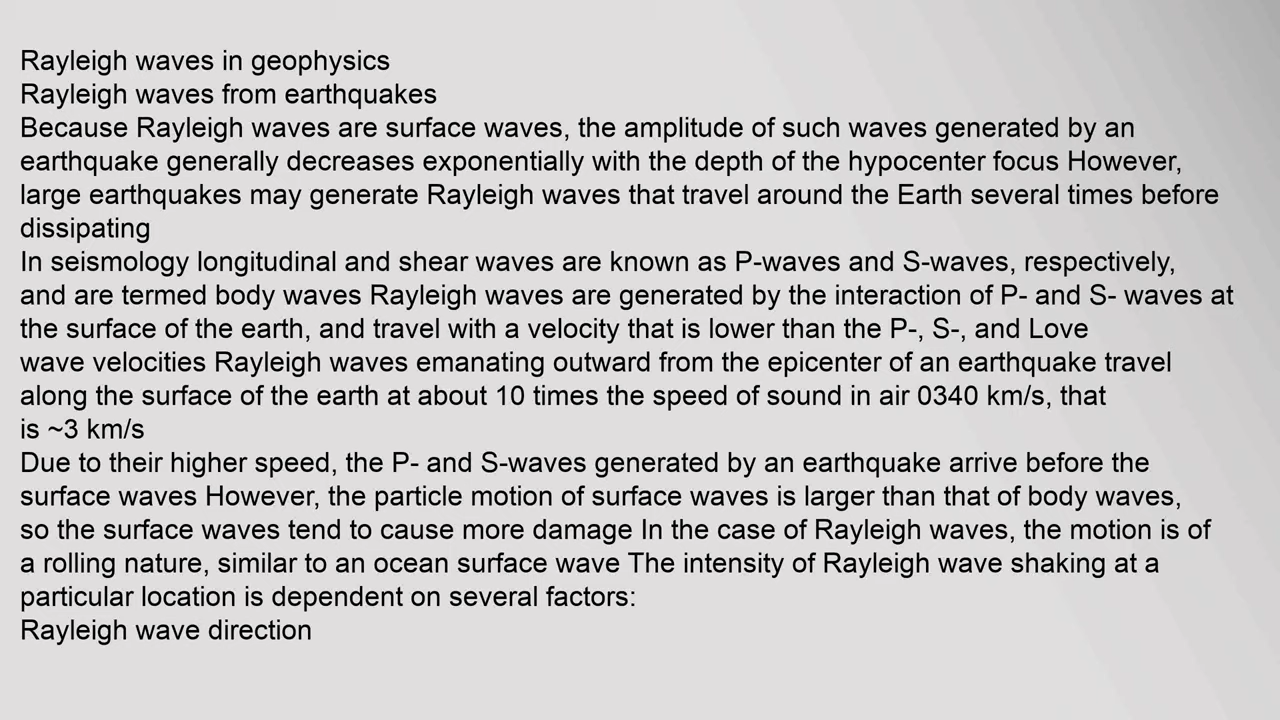 Rayleigh waves in geophysics
Rayleigh waves from earthquakes
Because Rayleigh waves are surface waves, the amplitude of such waves generated by an
earthquake generally decreases exponentially with the depth of the hypocenter focus However,
large earthquakes may generate Rayleigh waves that travel around the Earth several times before
dissipating
In seismology longitudinal and shear waves are known as P-waves and S-waves, respectively,
and are termed body waves Rayleigh waves are generated by the interaction of P- and S- waves at
the surface of the earth, and travel with a velocity that is lower than the P-, S-, and Love
wave velocities Rayleigh waves emanating outward from the epicenter of an earthquake travel
along the surface of the earth at about 10 times the speed of sound in air 0340 km/s, that
is ~3 km/s
Due to their higher speed, the P- and S-waves generated by an earthquake arrive before the
surface waves However, the particle motion of surface waves is larger than that of body waves,
so the surface waves tend to cause more damage In the case of Rayleigh waves, the motion is of
a rolling nature, similar to an ocean surface wave The intensity of Rayleigh wave shaking at a
particular location is dependent on several factors:
Rayleigh wave direction